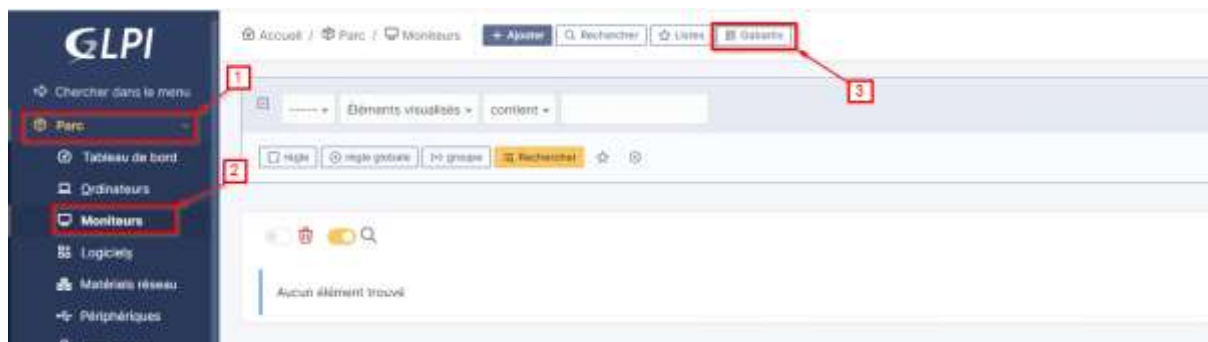 GLPI
Accueil / Parc / Moniteurs
+ Ajouter
Rechercher
Listes
Gabarits
1
Chercher dans le menu
3
------
Éléments visualisés
contient
Parc
Tableau de bord
règle
règle globale
(+) groupe
Rechercher
2
Ordinateurs
Moniteurs
Logiciels
Matériels réseau
Aucun élément trouvé
Périphériques